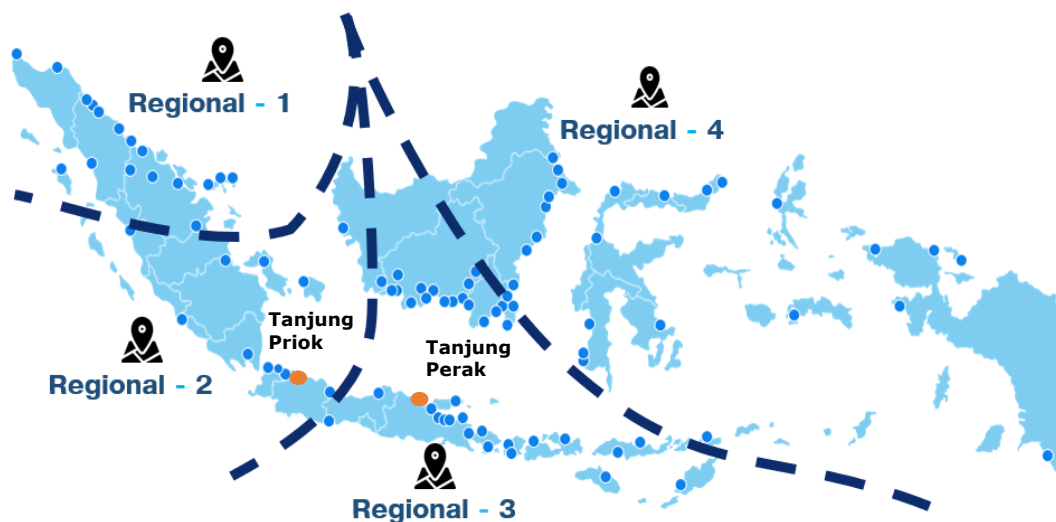 Regional - 1
Regional - 4
Tanjung
Priok
Tanjung
Perak
Regional - 2
Regional - 3